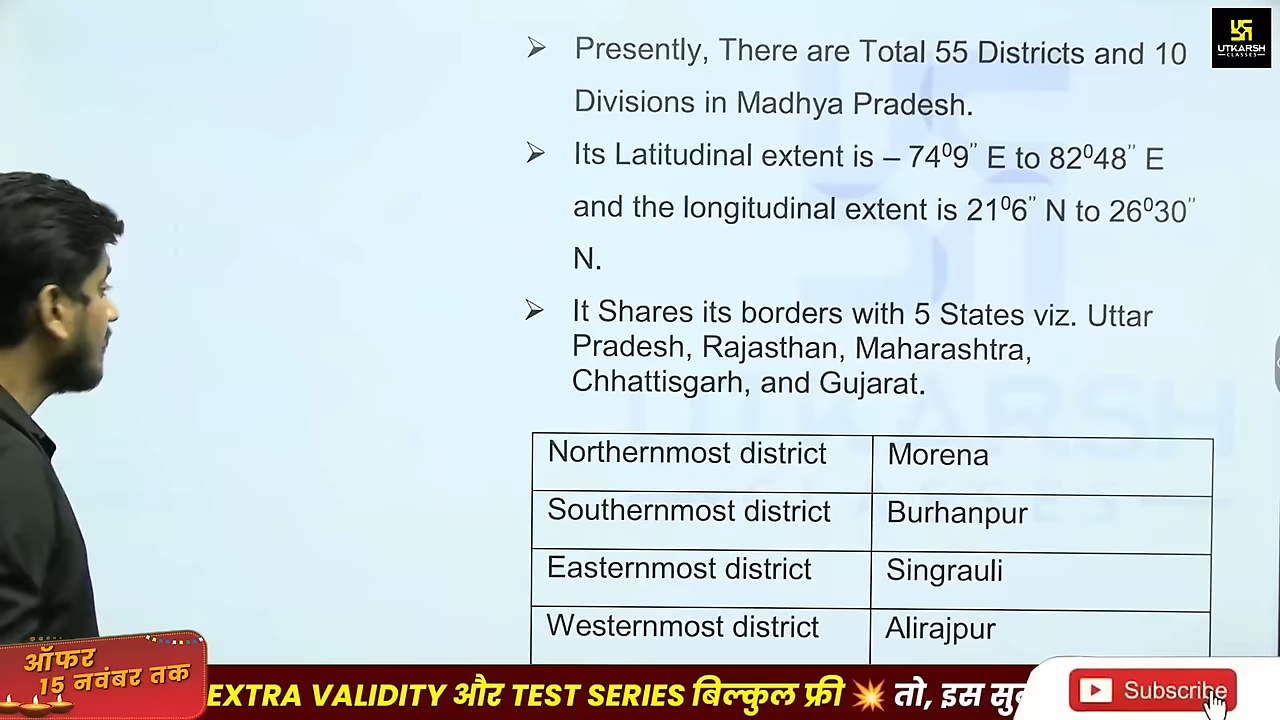 UTKARSH
CLASSES
➢ Presently, There are Total 55 Districts and 10
Divisions in Madhya Pradesh.
➢ Its Latitudinal extent is – 74⁰9” E to 82⁰48” E
and the longitudinal extent is 21⁰6” N to 26⁰30”
N.
➢ It Shares its borders with 5 States viz. Uttar
Pradesh, Rajasthan, Maharashtra,
Chhattisgarh, and Gujarat.
Northernmost district Morena
Southernmost district Burhanpur
Easternmost district Singrauli
Westernmost district Alirajpur
UTKARSH
CLASSES
ऑफर
15 नवंबर तक
EXTRA VALIDITY और TEST SERIES बिल्कुल फ्री 💥 तो, इस
Subscribe